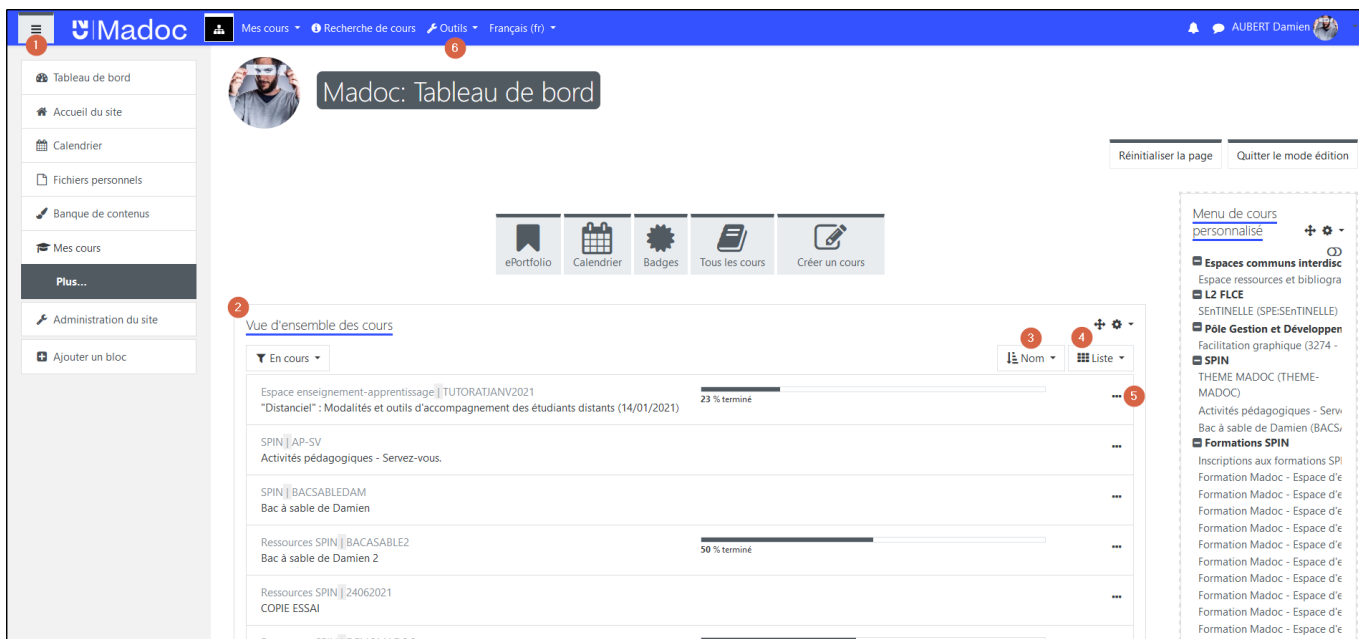 Madoc
Mes cours
Recherche de cours
Outils
Français (fr)
AUBERT Damien
1
6
Tableau de bord
Accueil du site
Calendrier
Fichiers personnels
Banque de contenus
Mes cours
Plus...
Administration du site
Ajouter un bloc
Madoc: Tableau de bord
Réinitialiser la page
Quitter le mode édition
ePortfolio
Calendrier
Badges
Tous les cours
Créer un cours
2
Vue d'ensemble des cours
En cours
3
Nom
4
Liste
Espace enseignement-apprentissage | TUTORATJANV2021
"Distanciel" : Modalités et outils d'accompagnement des étudiants distants (14/01/2021)
23 % terminé
5
SPIN | AP-SV
Activités pédagogiques - Servez-vous.
SPIN | BACSABLEDAM
Bac à sable de Damien
Ressources SPIN | BACASABLE2
Bac à sable de Damien 2
50 % terminé
Ressources SPIN | 24062021
COPIE ESSAI
Menu de cours
personnalisé
Espaces communs interdisc
Espace ressources et bibliogra
L2 FLCE
SEnTINELLE (SPE:SEnTINELLE)
Pôle Gestion et Développen
Facilitation graphique (3274 -
SPIN
THEME MADOC (THEME-
MADOC)
Activités pédagogiques - Serv
Bac à sable de Damien (BACSA
Formations SPIN
Inscriptions aux formations SPI
Formation Madoc - Espace d'e
Formation Madoc - Espace d'e
Formation Madoc - Espace d'e
Formation Madoc - Espace d'e
Formation Madoc - Espace d'e
Formation Madoc - Espace d'e
Formation Madoc - Espace d'e
Formation Madoc - Espace d'e
Formation Madoc - Espace d'e
Formation Madoc - Espace d'e